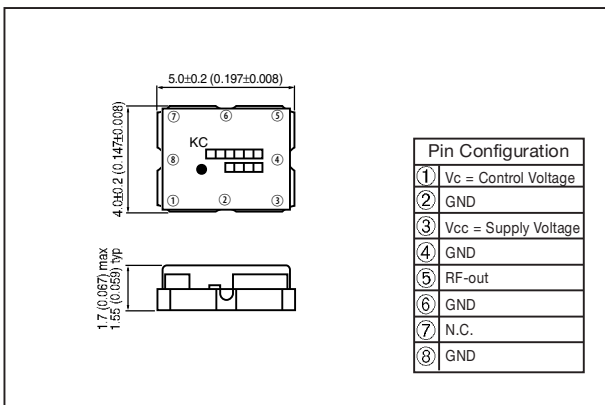 5.0±0.2 (0.197±0.008)
4.0±0.2 (0.147±0.008)
⑦ ⑥ ⑤
KC
⑧ ④
① ② ③
1.7 (0.067) max
1.55 (0.059) typ
Pin Configuration
① Vc = Control Voltage
② GND
③ Vcc = Supply Voltage
④ GND
⑤ RF-out
⑥ GND
⑦ N.C.
⑧ GND